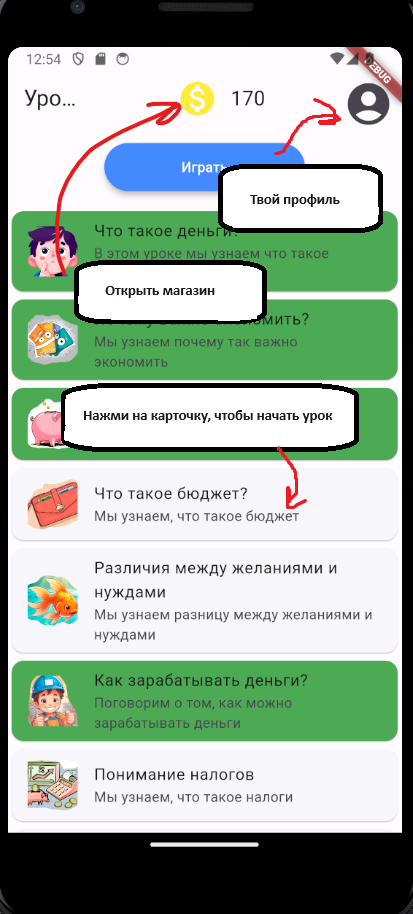 12:54
DEBUG
Уро...
170
Играть
Твой профиль
Что такое деньги?
В этом уроке мы узнаем что такое
Открыть магазин
Мы узнаем почему так важно
экономить
Нажми на карточку, чтобы начать урок
Что такое бюджет?
Мы узнаем, что такое бюджет
Различия между желаниями и
нуждами
Мы узнаем разницу между желаниями и
нуждами
Как зарабатывать деньги?
Поговорим о том, как можно
зарабатывать деньги
Понимание налогов
Мы узнаем, что такое налоги